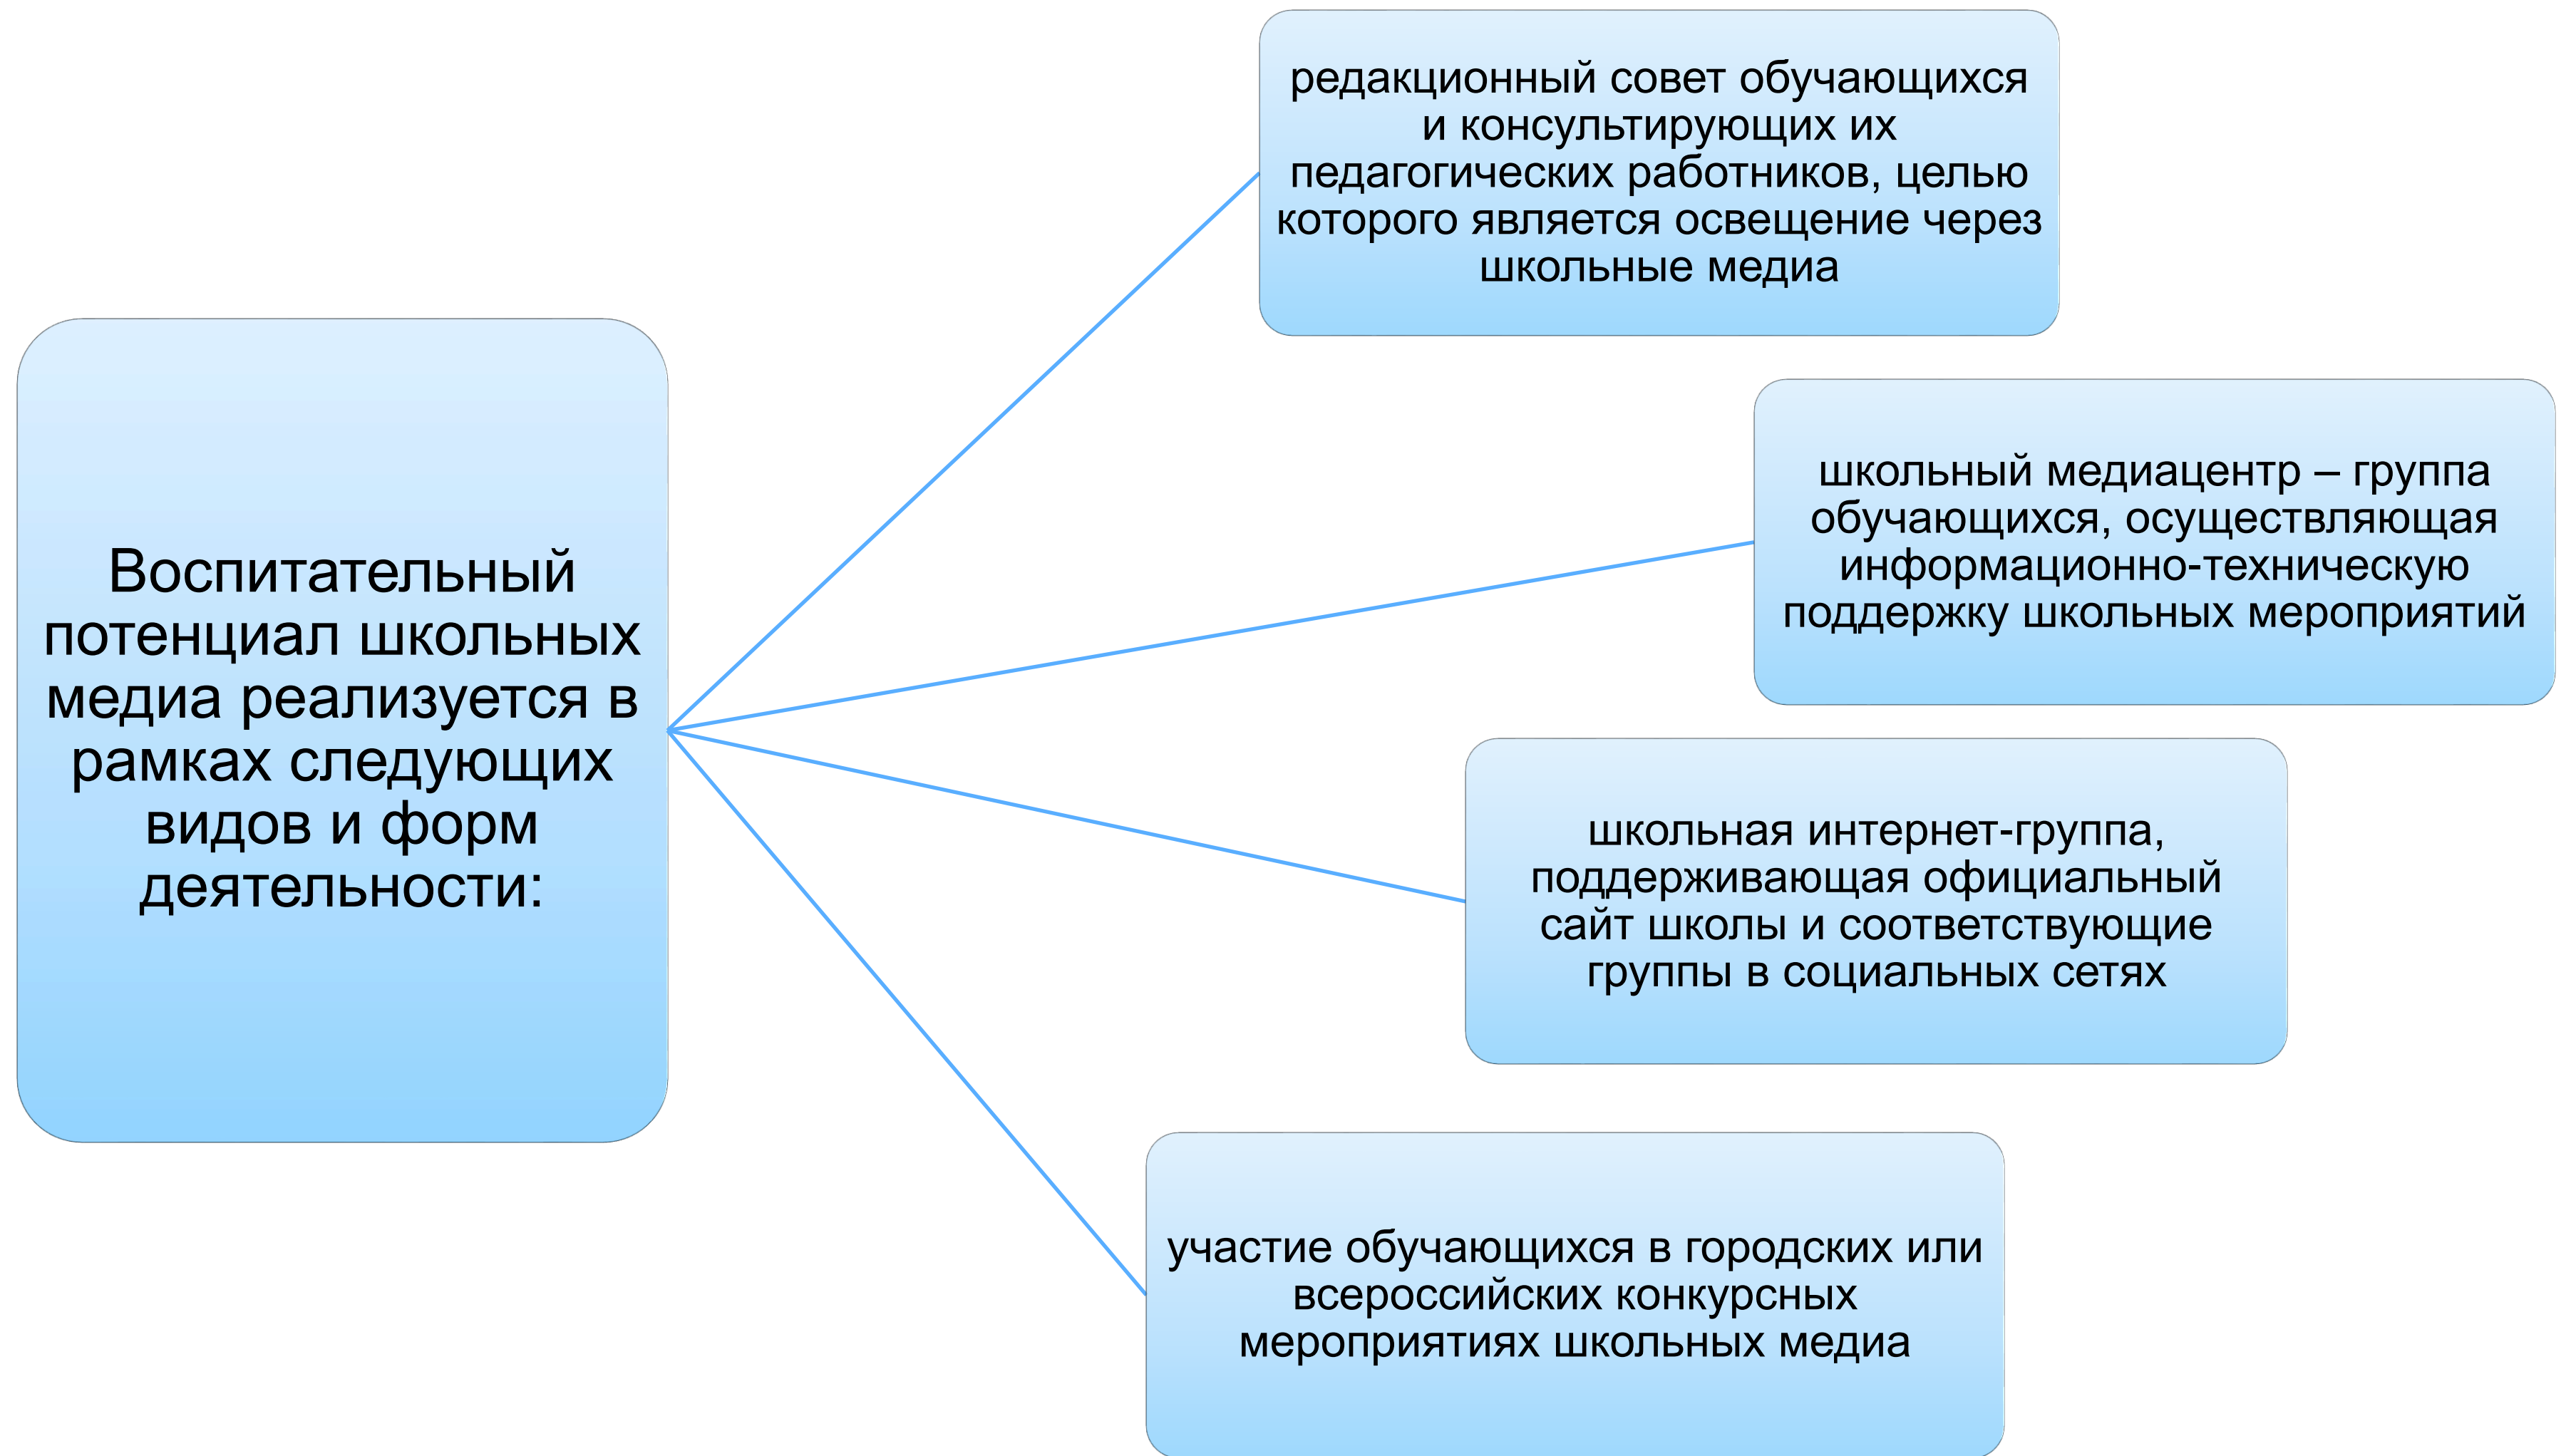 Воспитательный
потенциал школьных
медиа реализуется в
рамках следующих
видов и форм
деятельности:
редакционный совет обучающихся
и консультирующих их
педагогических работников, целью
которого является освещение через
школьные медиа
школьный медиацентр – группа
обучающихся, осуществляющая
информационно-техническую
поддержку школьных мероприятий
школьная интернет-группа,
поддерживающая официальный
сайт школы и соответствующие
группы в социальных сетях
участие обучающихся в городских или
всероссийских конкурсных
мероприятиях школьных медиа